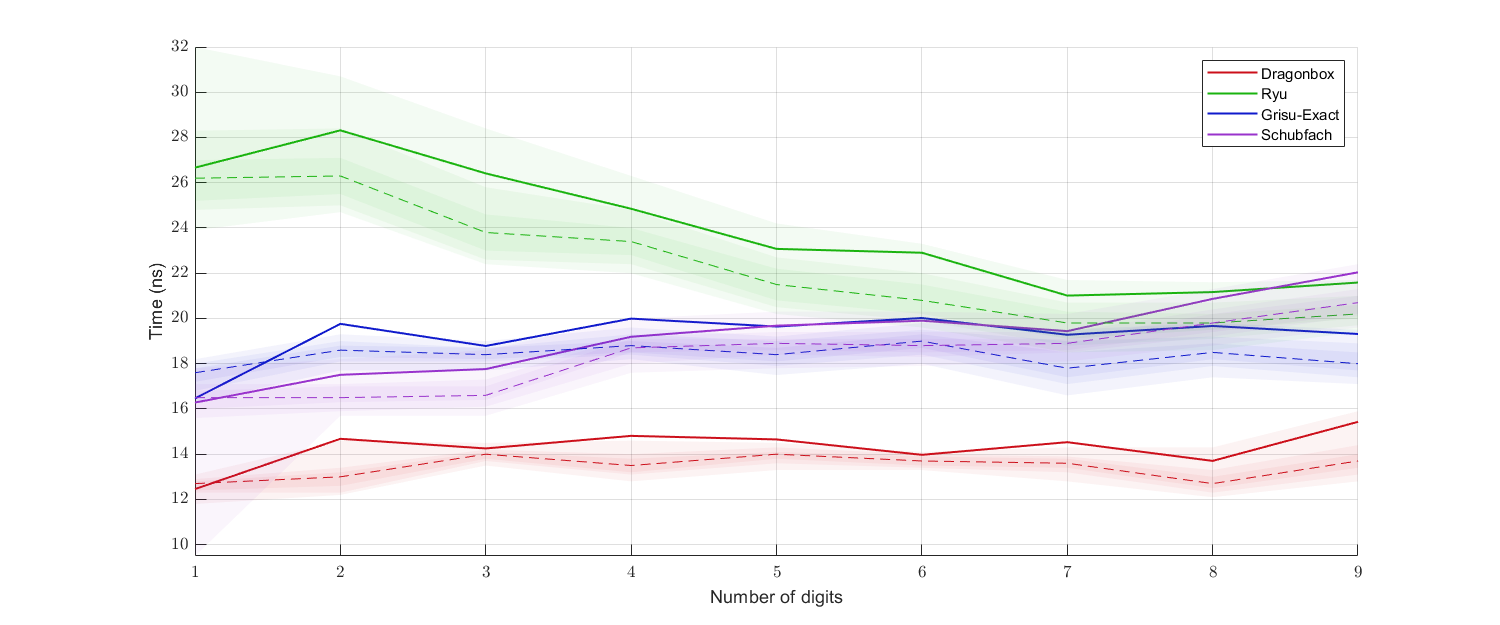 32
30
28
26
24
22
20
18
16
14
12
10
Time (ns)
1 2 3 4 5 6 7 8 9
Number of digits
Dragonbox
Ryu
Grisu-Exact
Schubfach